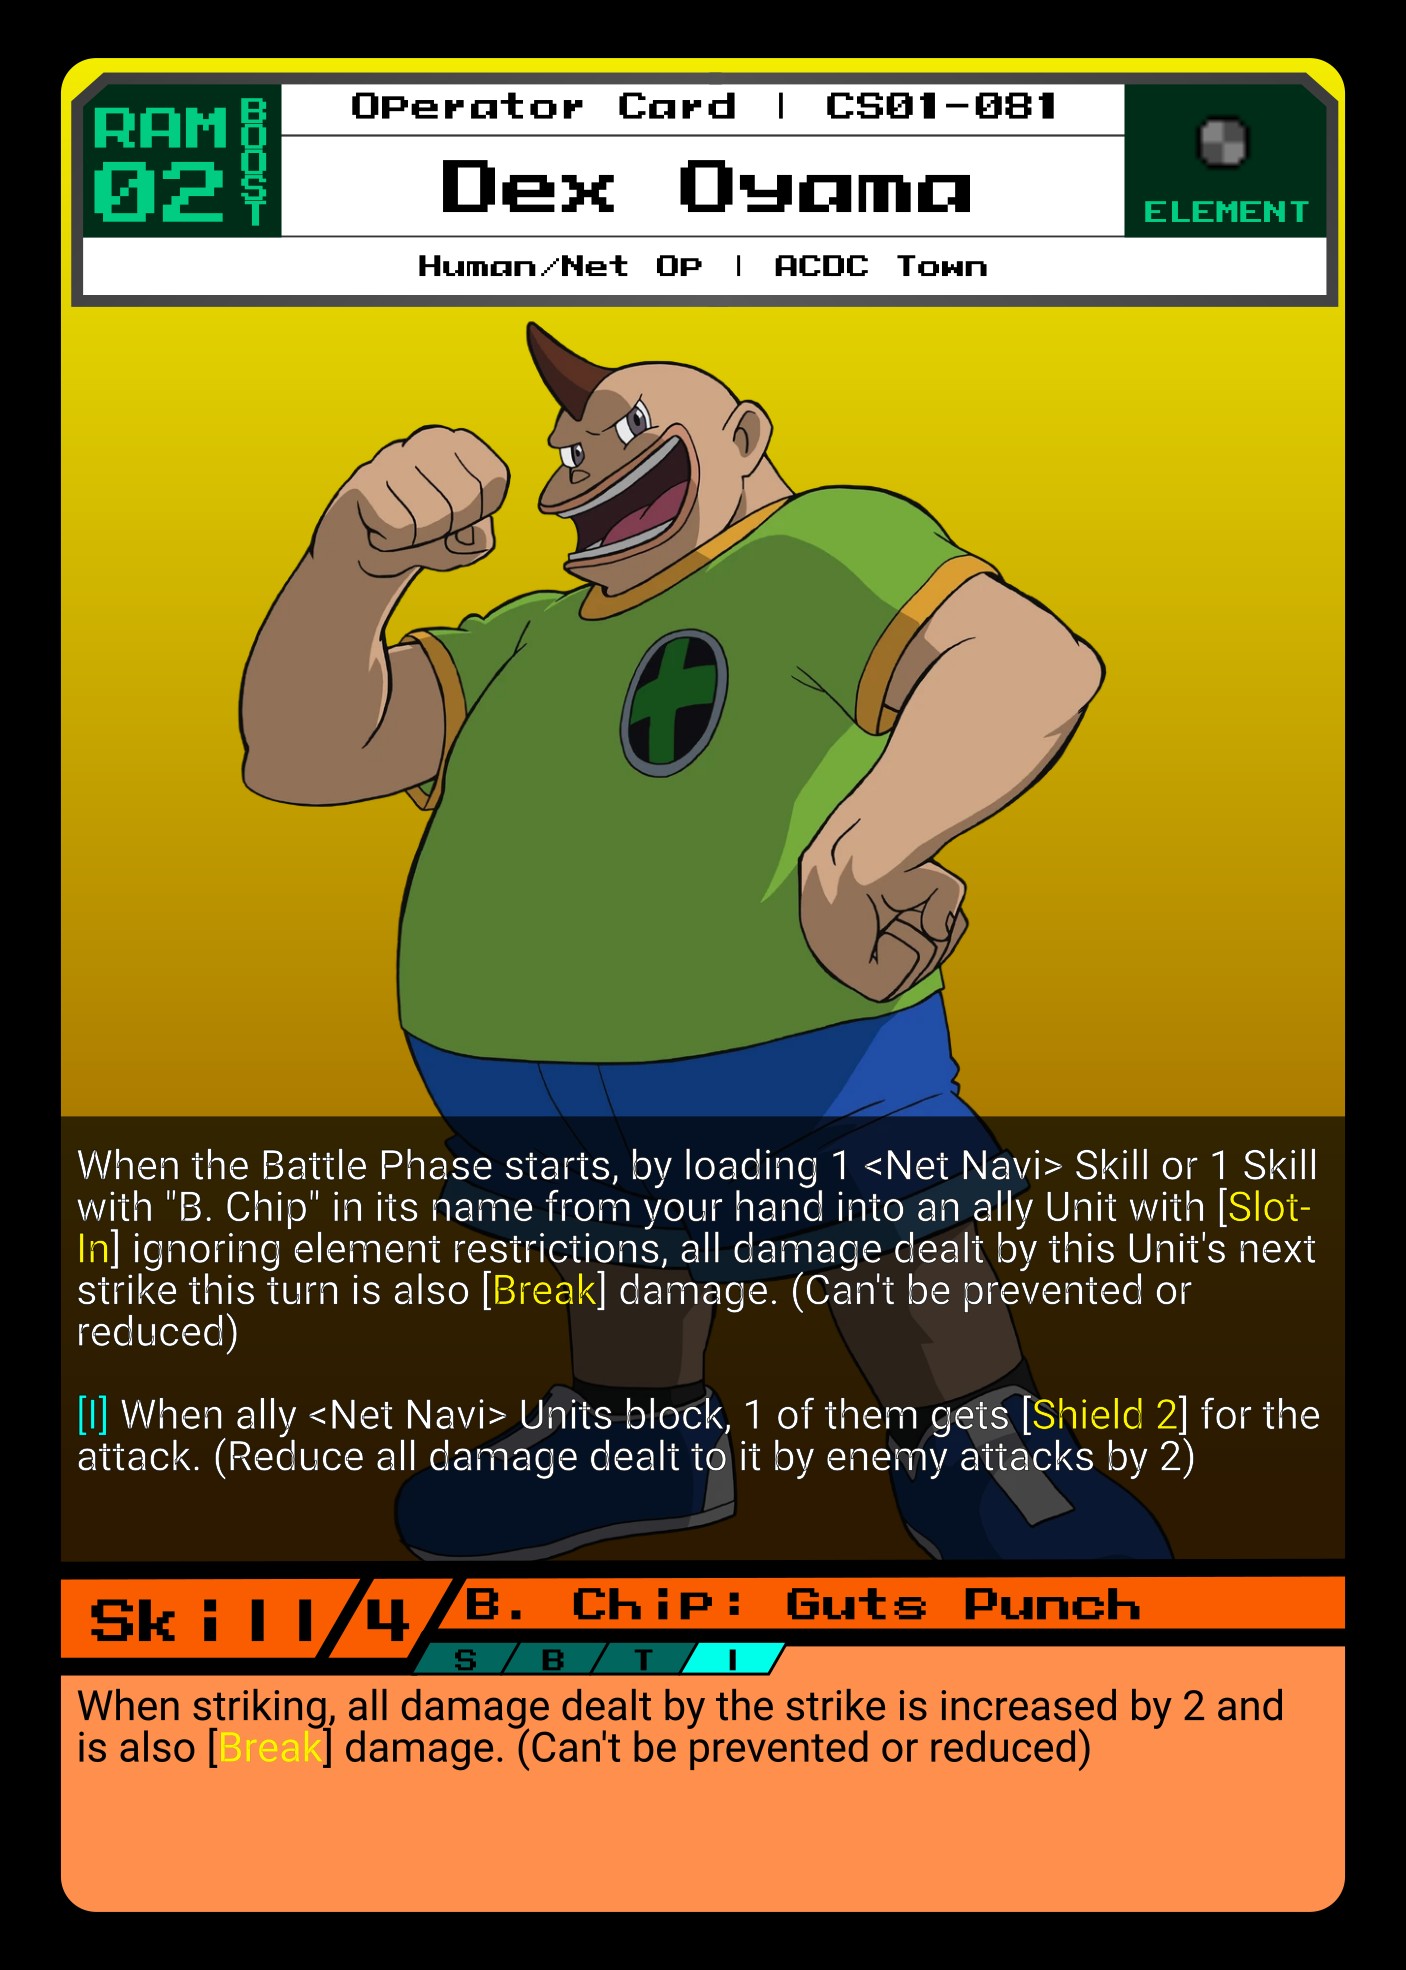 RAM
02
BOOST
OPerator Card | CS01-081
Dex Oyama
ELEMENT
Human/Net OP | ACDC Town
When the Battle Phase starts, by loading 1 <Net Navi> Skill or 1 Skill
with "B. Chip" in its name from your hand into an ally Unit with [Slot-
In] ignoring element restrictions, all damage dealt by this Unit's next
strike this turn is also [Break] damage. (Can't be prevented or
reduced)
[I] When ally <Net Navi> Units block, 1 of them gets [Shield 2] for the
attack. (Reduce all damage dealt to it by enemy attacks by 2)
Skill/4
B. Chip: Guts Punch
S / B / T / I
When striking, all damage dealt by the strike is increased by 2 and
is also [Break] damage. (Can't be prevented or reduced)